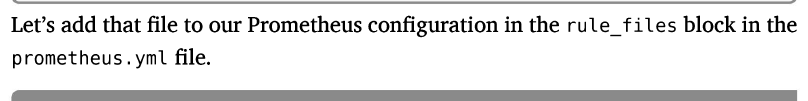 Let’s add that file to our Prometheus configuration in the rule_files block in the
prometheus.yml file.